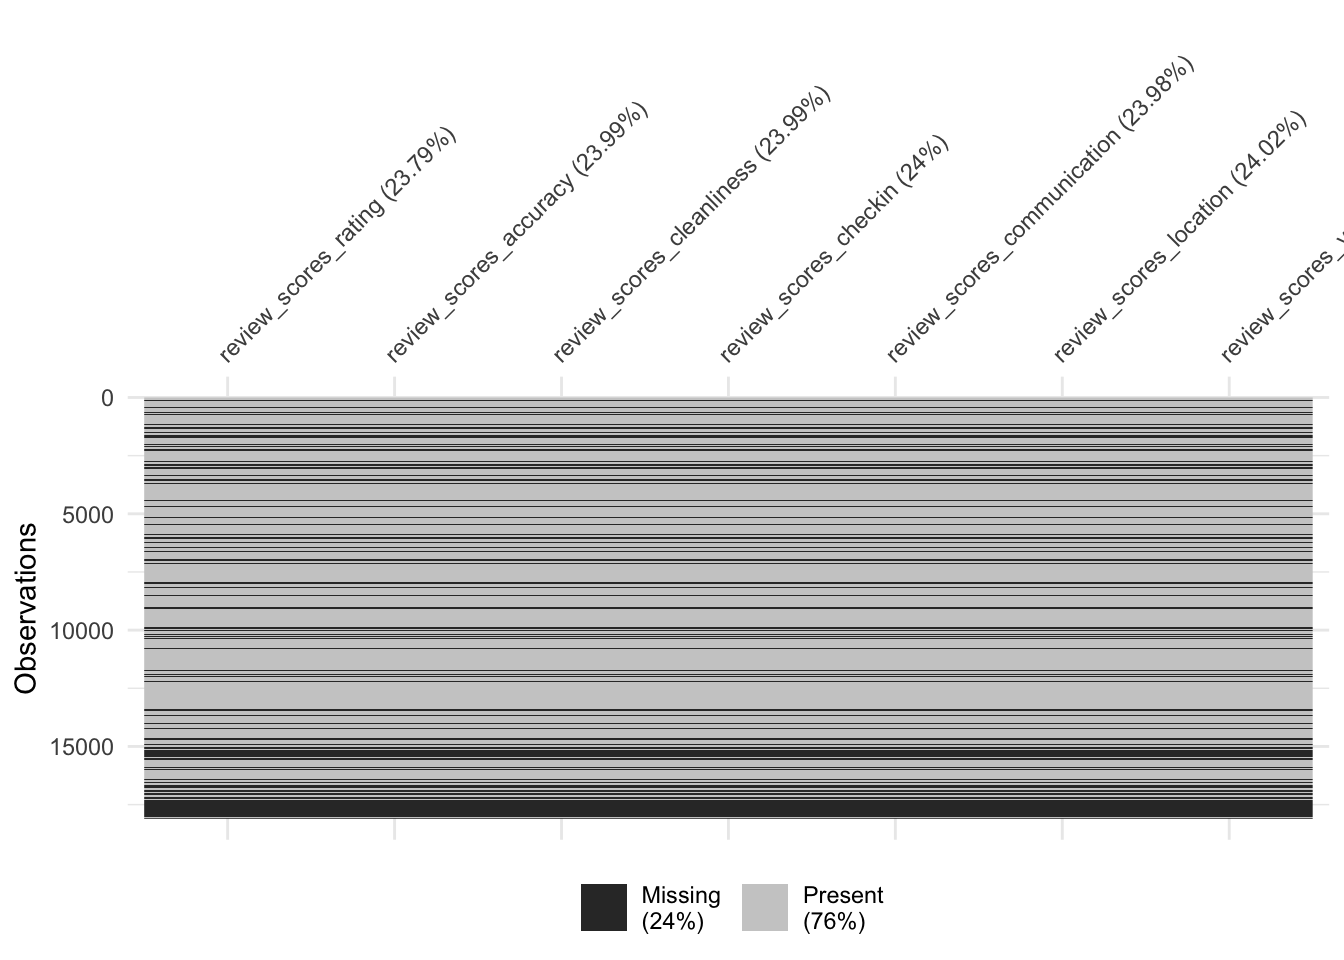 review_scores_rating (23.79%)
review_scores_accuracy (23.99%)
review_scores_cleanliness (23.99%)
review_scores_checkin (24%)
review_scores_communication (23.98%)
review_scores_location (24.02%)
0
5000
10000
15000
Observations
Missing
(24%)
Present
(76%)